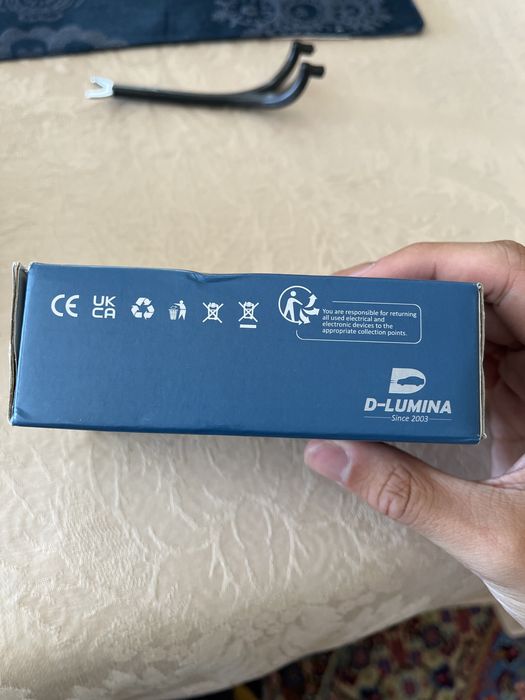 CE
UK
CA
You are responsible for returning
all used electrical and
electronic devices to the
appropriate collection points.
D-LUMINA
Since 2003